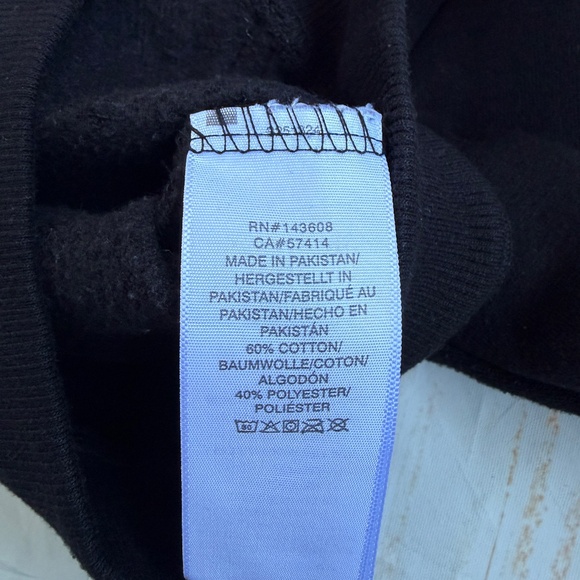 RN#143608
CA#57414
MADE IN PAKISTAN/
HERGESTELLT IN
PAKISTAN/FABRIQUÉ AU
PAKISTAN/HECHO EN
PAKISTÁN
60% COTTON/
BAUMWOLLE/COTON/
ALGODÓN
40% POLYESTER/
POLIÉSTER